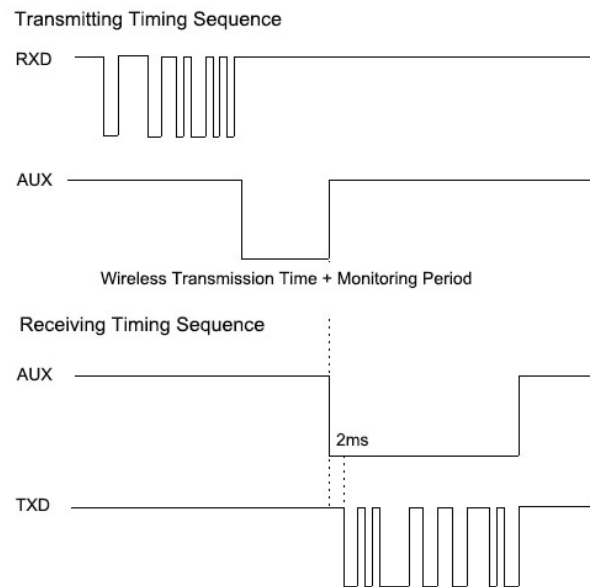 Transmitting Timing Sequence
RXD
AUX
Wireless Transmission Time + Monitoring Period
Receiving Timing Sequence
AUX
2ms
TXD